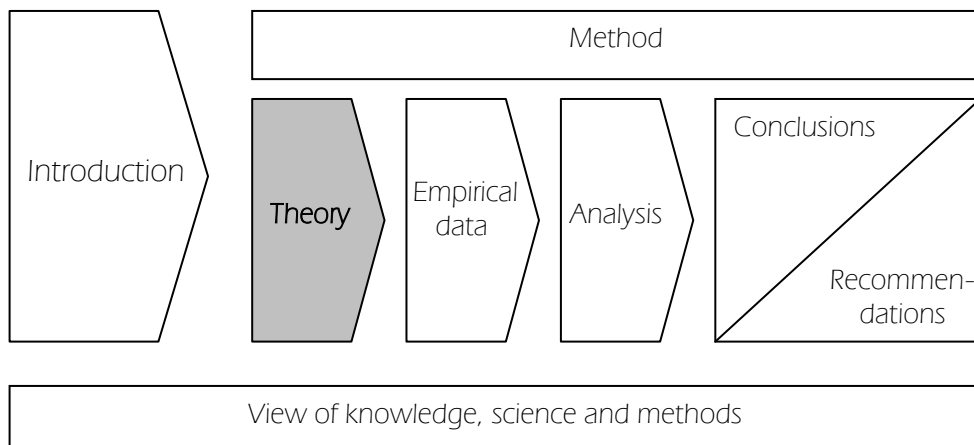 Method
Introduction
Theory
Empirical
data
Analysis
Conclusions
Recommen-
dations
View of knowledge, science and methods